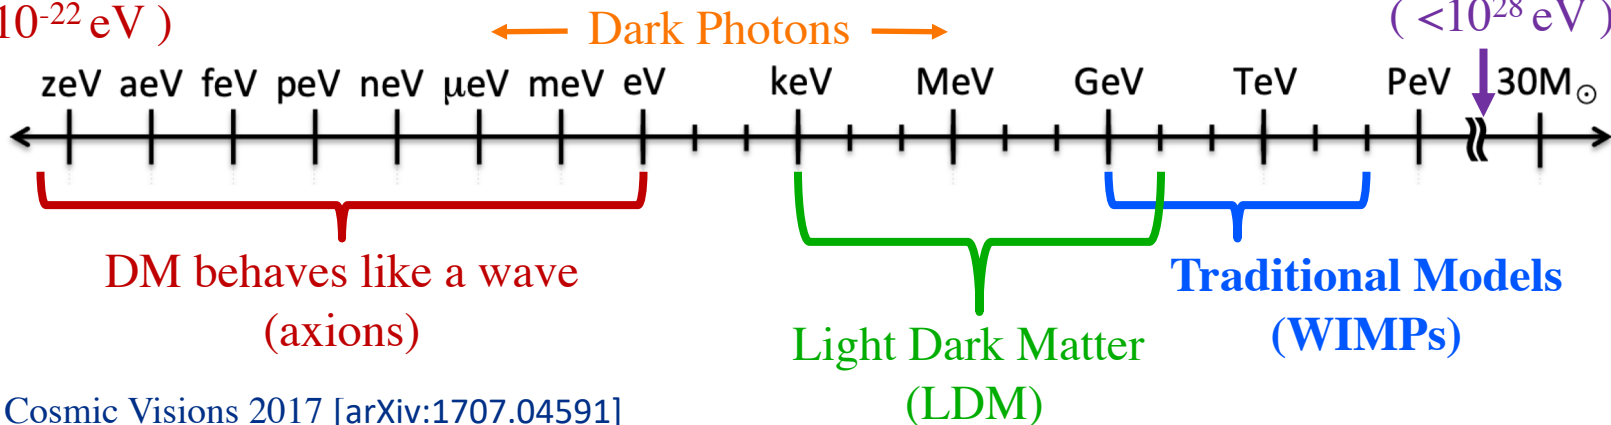 10⁻²² eV )
Dark Photons
( <10²⁸ eV )
zeV aeV feV peV neV μeV meV eV keV MeV GeV TeV PeV 30M☉
DM behaves like a wave
(axions)
Traditional Models
(WIMPs)
Light Dark Matter
(LDM)
Cosmic Visions 2017 [arXiv:1707.04591]